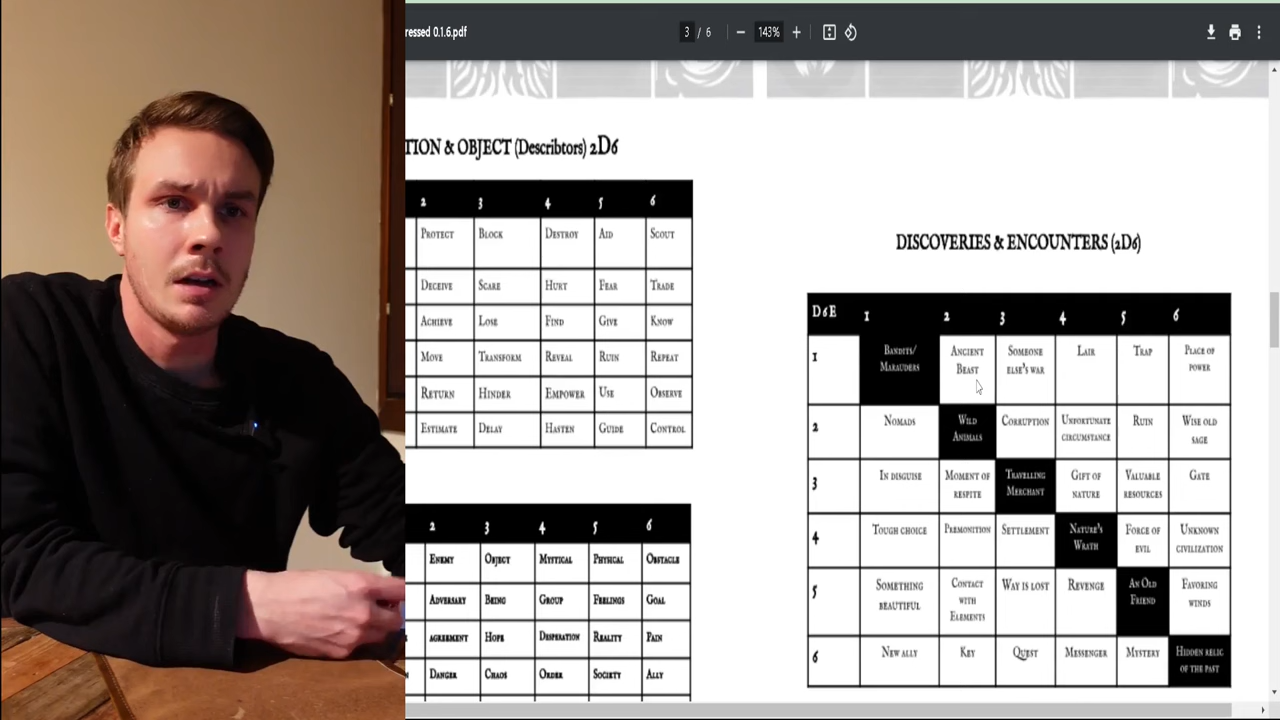 ressed 0.1.6.pdf
3 / 6
143%
TION & OBJECT (Describtors) 2D6
2 3 4 5 6
Protect Block Destroy Aid Scout
Deceive Scare Hurt Fear Trade
Achieve Lose Find Give Know
Move Transform Reveal Ruin Repeat
Return Hinder Empower Use Observe
Estimate Delay Hasten Guide Control
2 3 4 5 6
Enemy Object Mystical Physical Obstacle
Adversary Being Group Feelings Goal
agreement Hope Desperation Reality Pain
Danger Chaos Order Society Ally
DISCOVERIES & ENCOUNTERS (2D6)
D6E 1 2 3 4 5 6
1 Bandits/ Marauders Ancient Beast Someone else's war Lair Trap Place of power
2 Nomads Wild Animals Corruption Unfortunate circumstance Ruin Wise old sage
3 In disguise Moment of respite Travelling Merchant Gift of nature Valuable resources Gate
4 Tough choice Premonition Settlement Nature's Wrath Force of evil Unknown civilization
5 Something beautiful Contact with Elements Way is lost Revenge An Old Friend Favoring winds
6 New ally Key Quest Messenger Mystery Hidden relic of the past